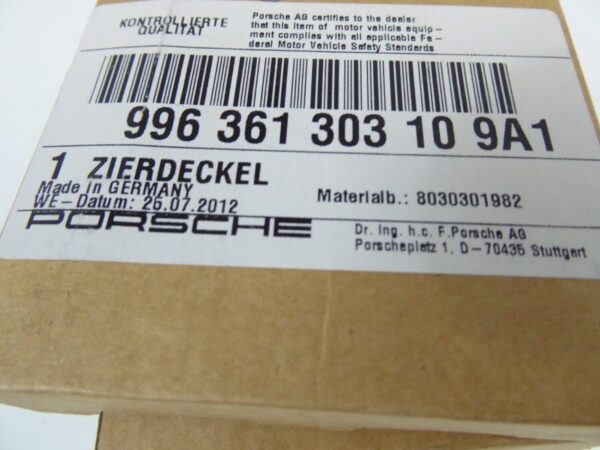 KONTROLLIERTE
QUALITÄT
Porsche AG certifies to the dealer
that this item of motor vehicle equip-
ment complies with all applicable Fe-
deral Motor Vehicle Safety Standards
996 361 303 10 9A1
1 ZIERDECKEL
Made in GERMANY
WE-Datum: 25.07.2012
Materialb.: 8030301982
PORSCHE
Dr. Ing. h.c. F.Porsche AG
Porscheplatz 1, D-70435 Stuttgart